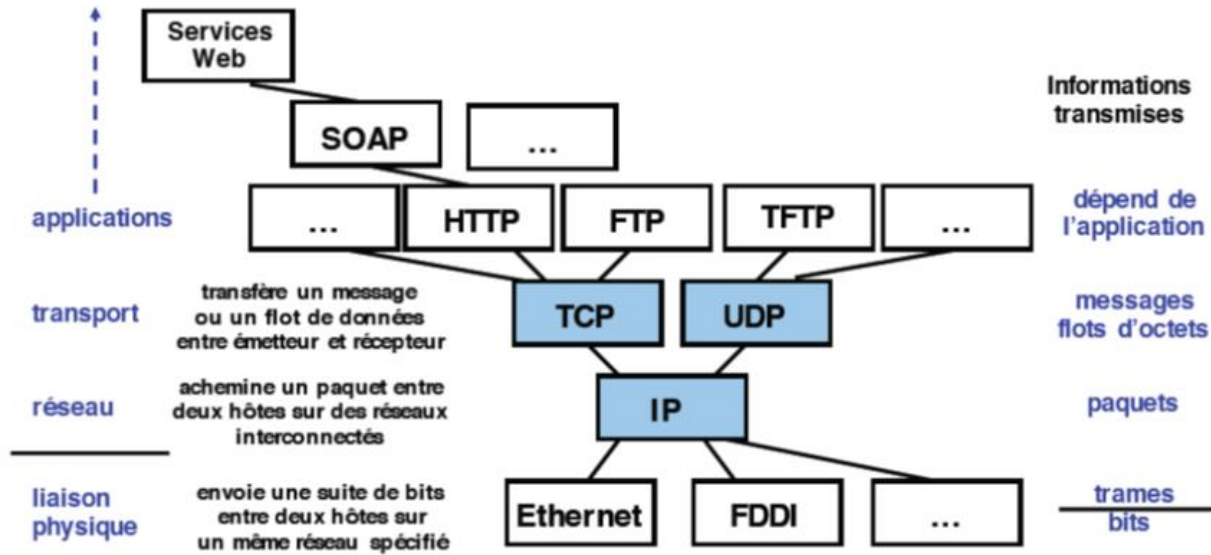 Services
Web
Informations
transmises
SOAP
...
applications
...
HTTP
FTP
TFTP
...
dépend de
l'application
transport
transfère un message
ou un flot de données
entre émetteur et récepteur
TCP
UDP
messages
flots d'octets
réseau
achemine un paquet entre
deux hôtes sur des réseaux
interconnectés
IP
paquets
liaison
physique
envoie une suite de bits
entre deux hôtes sur
un même réseau spécifié
Ethernet
FDDI
...
trames
bits